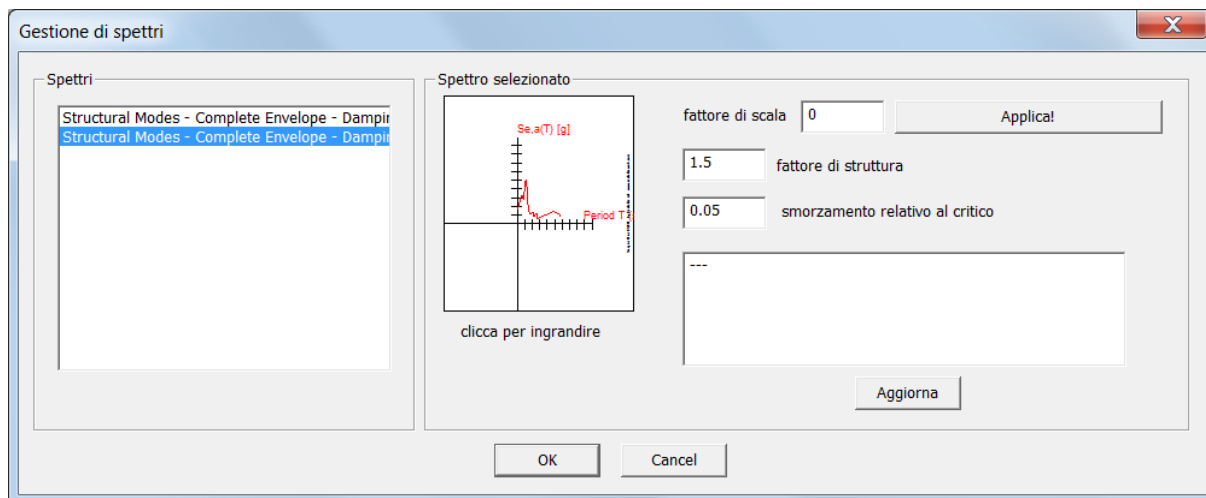 Gestione di spettri
Spettri
Structural Modes - Complete Envelope - Dampin
Structural Modes - Complete Envelope - Dampin
Spettro selezionato
Se,a(T) [g]
Period T
clicca per ingrandire
fattore di scala 0 Applica!
1.5 fattore di struttura
0.05 smorzamento relativo al critico
---
Aggiorna
OK Cancel